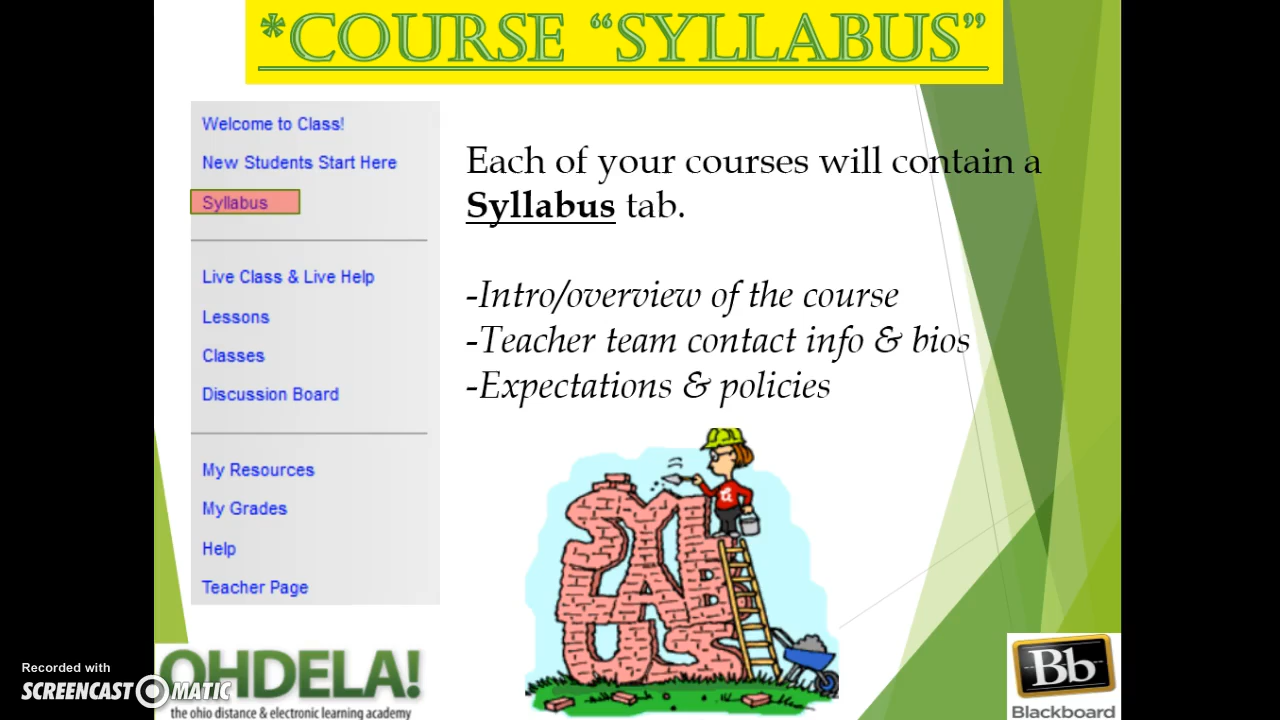 *COURSE “SYLLABUS”
Welcome to Class!
New Students Start Here
Syllabus
Live Class & Live Help
Lessons
Classes
Discussion Board
My Resources
My Grades
Help
Teacher Page
Each of your courses will contain a
Syllabus tab.
-Intro/overview of the course
-Teacher team contact info & bios
-Expectations & policies
SYL
LAB
US
OHDELA!
the ohio distance & electronic learning academy
Recorded with
SCREENCAST MATIC
Bb
Blackboard